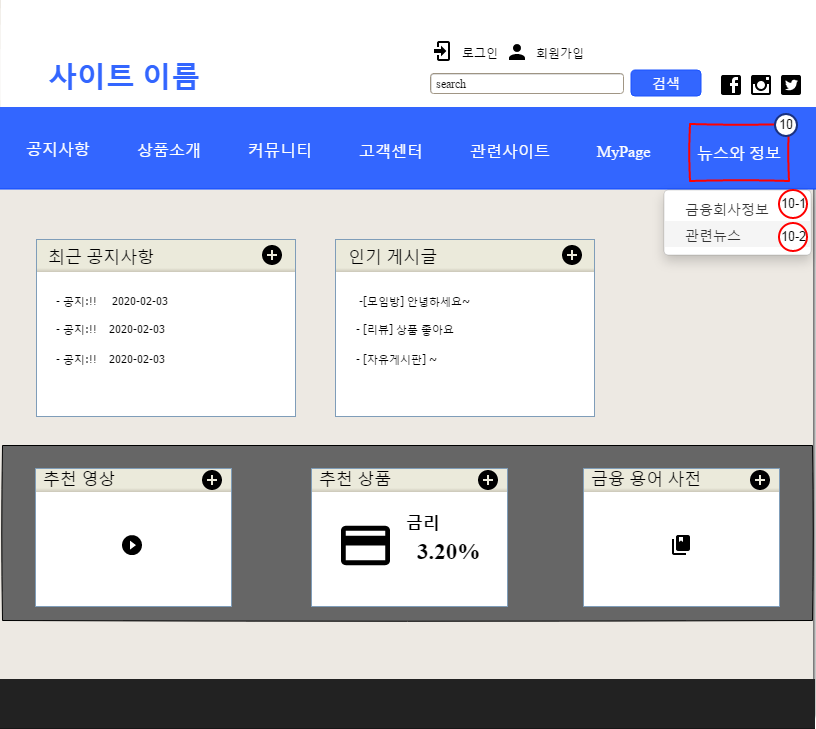 로그인 회원가입
사이트 이름
search 검색
10
공지사항 상품소개 커뮤니티 고객센터 관련사이트 MyPage 뉴스와 정보
금융회사정보 10-1
관련뉴스 10-2
최근 공지사항
- 공지:!! 2020-02-03
- 공지:!! 2020-02-03
- 공지:!! 2020-02-03
인기 게시글
-[모임방] 안녕하세요~
- [리뷰] 상품 좋아요
- [자유게시판] ~
추천 영상
추천 상품
금리
3.20%
금융 용어 사전